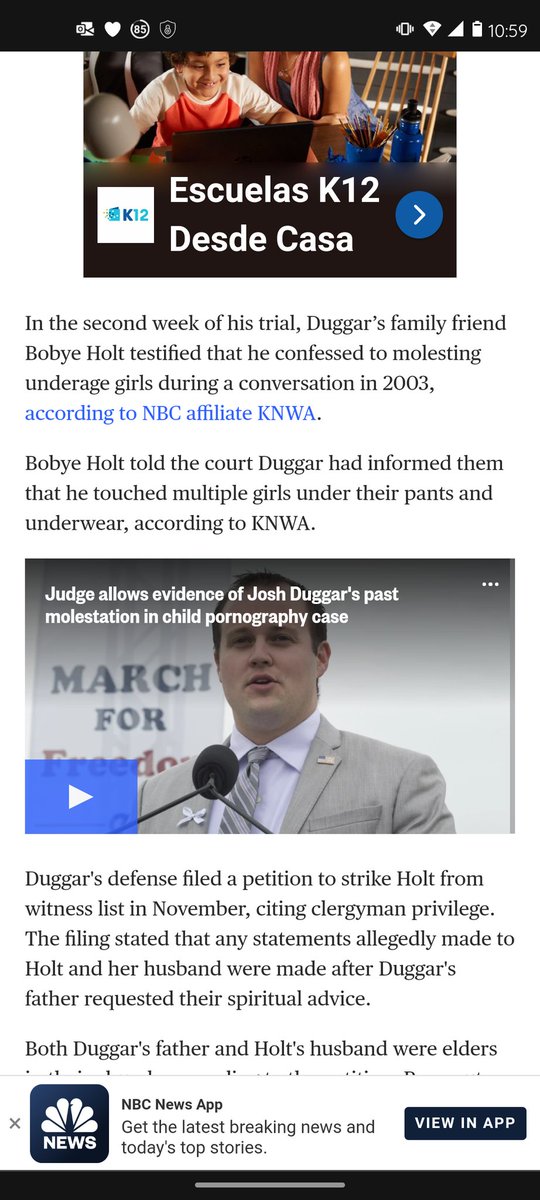 85
10:59
K12
Escuelas K12
Desde Casa
In the second week of his trial, Duggar's family friend
Bobye Holt testified that he confessed to molesting
underage girls during a conversation in 2003,
according to NBC affiliate KNWA.
Bobye Holt told the court Duggar had informed them
that he touched multiple girls under their pants and
underwear, according to KNWA.
Judge allows evidence of Josh Duggar's past
molestation in child pornography case
MARCH
FOR
Freedom
Duggar's defense filed a petition to strike Holt from
witness list in November, citing clergyman privilege.
The filing stated that any statements allegedly made to
Holt and her husband were made after Duggar's
father requested their spiritual advice.
Both Duggar's father and Holt's husband were elders
NBC News App
Get the latest breaking news and
today's top stories.
VIEW IN APP
NEWS